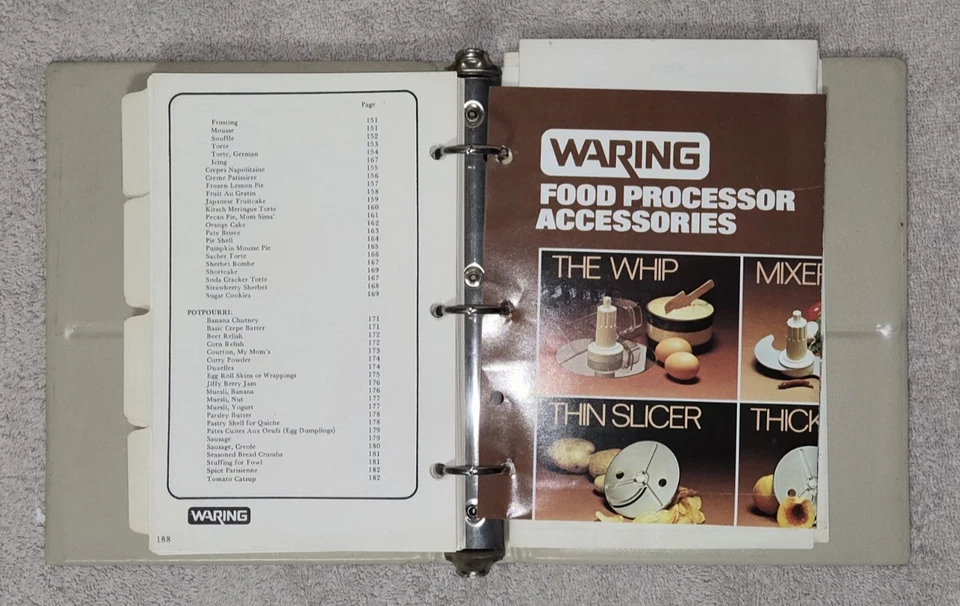 Page
Frosting 151
Mousse 151
Souffle 152
Torte 153
Torte, German 154
Icing 167
Crepes Napolitaine 155
Creme Patissiere 156
Frozen Lemon Pie 157
Fruit Au Gratin 158
Japanese Fruitcake 159
Kirsch Meringue Torte 160
Pecan Pie, Mom Sims' 161
Orange Cake 162
Pate Brisee 163
Pie Shell 164
Pumpkin Mousse Pie 165
Sacher Torte 166
Sherbet Bombe 167
Shortcake 169
Soda Cracker Torte 167
Strawberry Sherbet 168
Sugar Cookies 169
POTPOURRI:
Banana Chutney 171
Basic Crepe Batter 171
Beet Relish 172
Corn Relish 172
Courton, My Mom's 173
Curry Powder 174
Duxelles 174
Egg Roll Skins or Wrappings 175
Jiffy Berry Jam 176
Muesli, Banana 176
Muesli, Nut 177
Muesli, Yogurt 177
Parsley Butter 178
Pastry Shell for Quiche 178
Pates Cuites Aux Oeufs (Egg Dumplings) 179
Sausage 179
Sausage, Creole 180
Seasoned Bread Crumbs 181
Stuffing for Fowl 181
Spice Parisienne 182
Tomato Catsup 182
WARING
188
WARING
FOOD PROCESSOR
ACCESSORIES
THE WHIP
MIXER
THIN SLICER
THICK